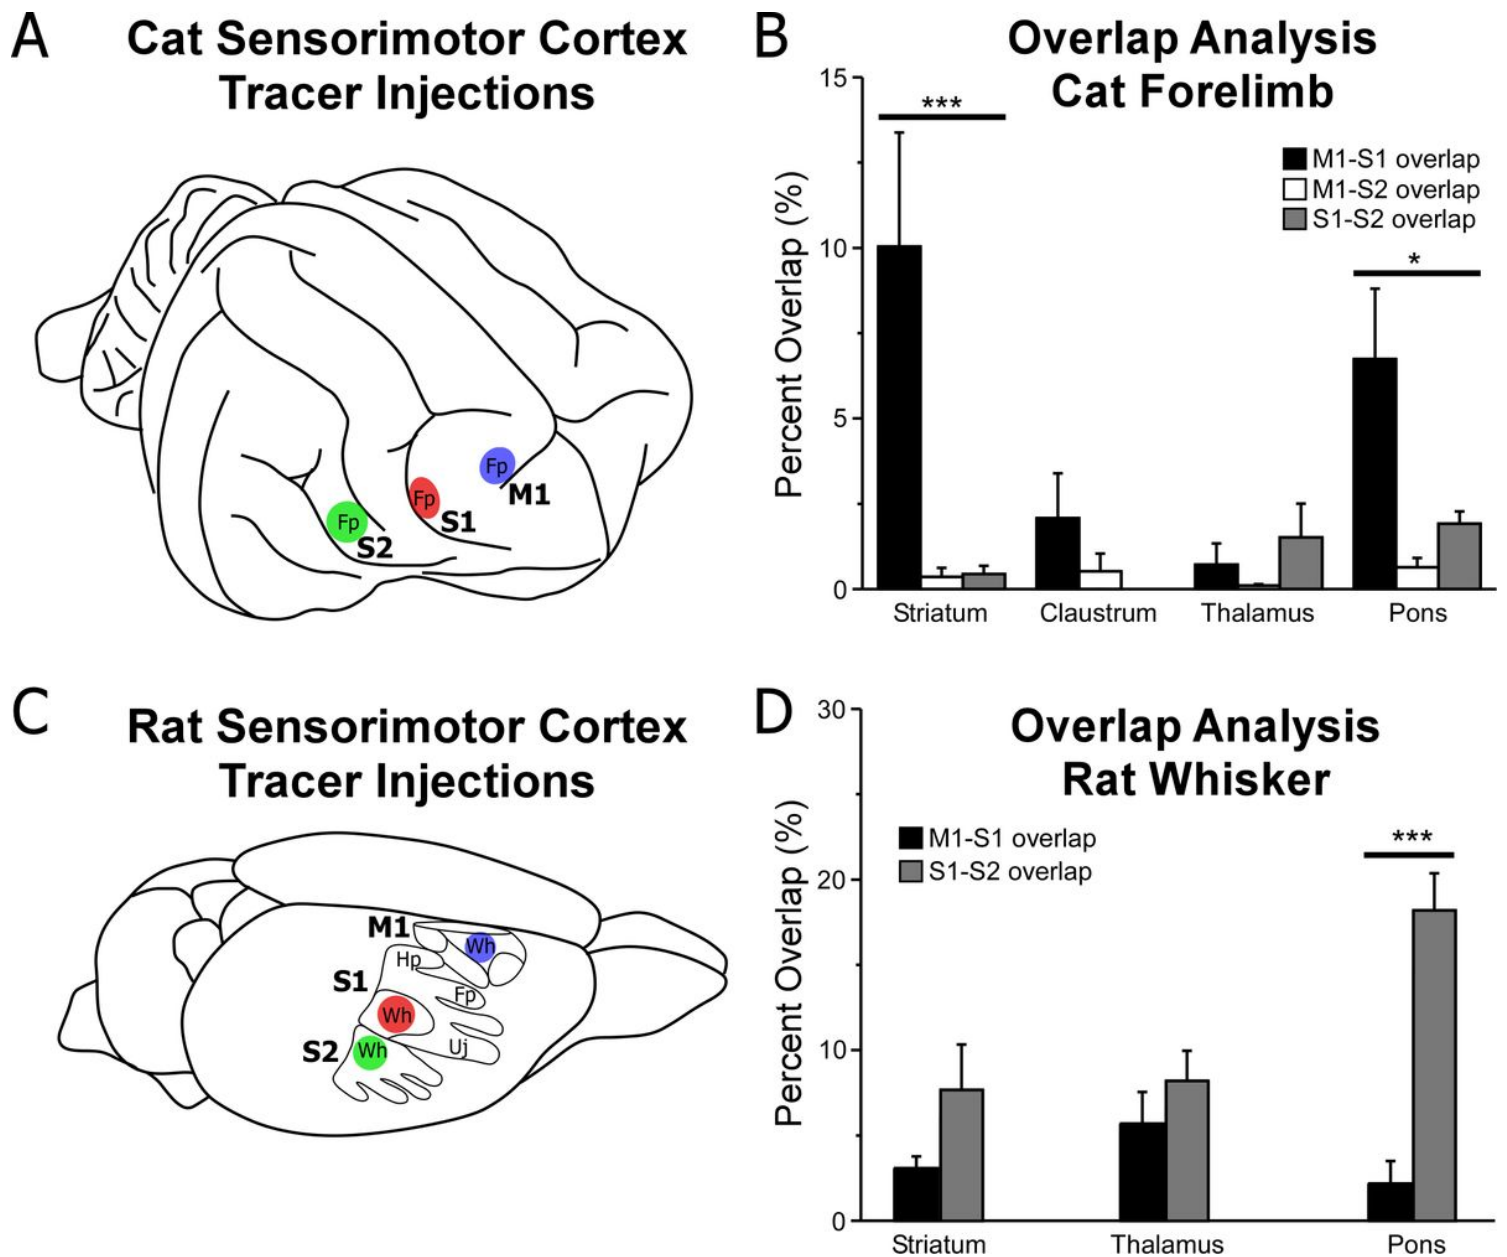 A
Cat Sensorimotor Cortex
Tracer Injections
Fp
M1
Fp
S1
Fp
S2
B
Overlap Analysis
Cat Forelimb
15
10
5
0
Percent Overlap (%)
***
*
M1-S1 overlap
M1-S2 overlap
S1-S2 overlap
Striatum
Claustrum
Thalamus
Pons
C
Rat Sensorimotor Cortex
Tracer Injections
M1
Wh
Hp
S1
Fp
Wh
Uj
S2
Wh
D
Overlap Analysis
Rat Whisker
30
20
10
0
Percent Overlap (%)
M1-S1 overlap
S1-S2 overlap
***
Striatum
Thalamus
Pons